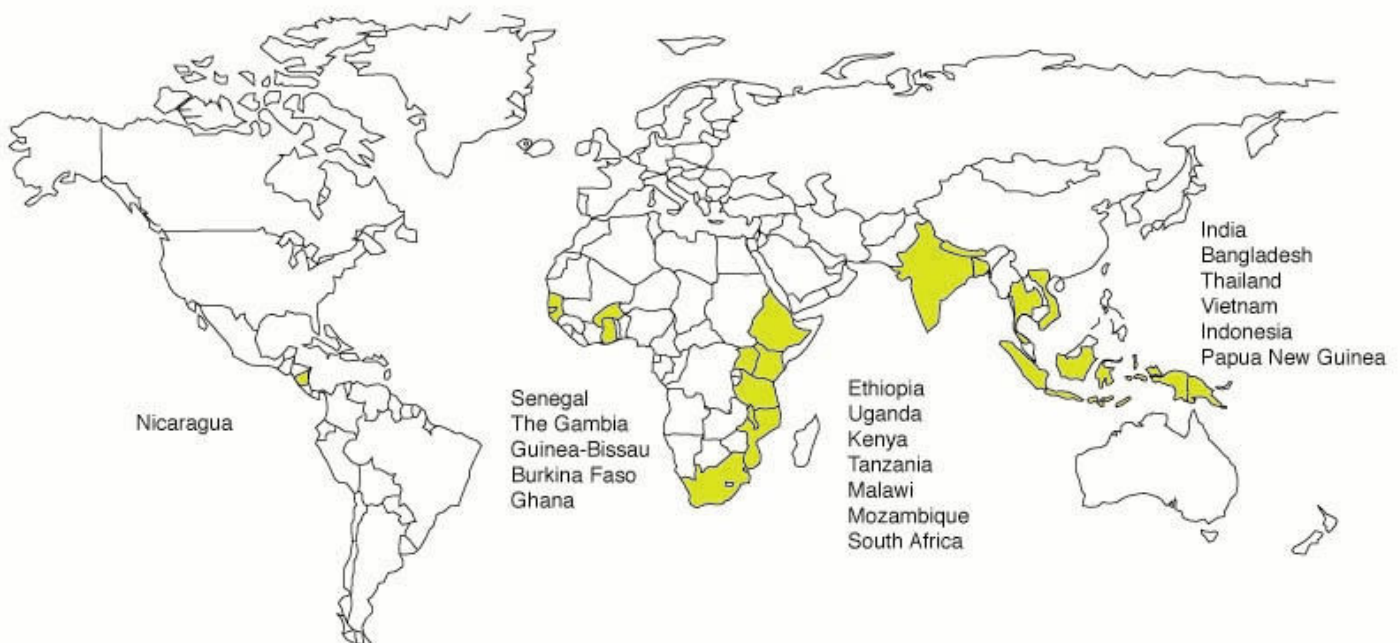 Nicaragua
Senegal
The Gambia
Guinea-Bissau
Burkina Faso
Ghana
Ethiopia
Uganda
Kenya
Tanzania
Malawi
Mozambique
South Africa
India
Bangladesh
Thailand
Vietnam
Indonesia
Papua New Guinea